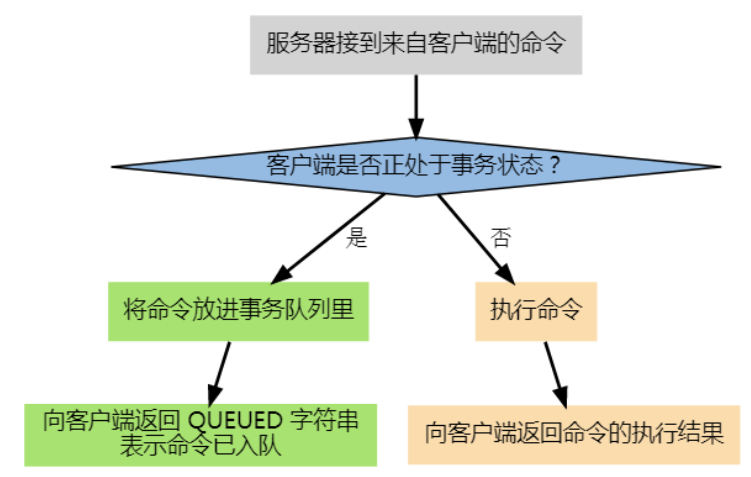 服务器接到来自客户端的命令
客户端是否正处于事务状态？
是
否
将命令放进事务队列里
执行命令
向客户端返回 QUEUED 字符串
表示命令已入队
向客户端返回命令的执行结果